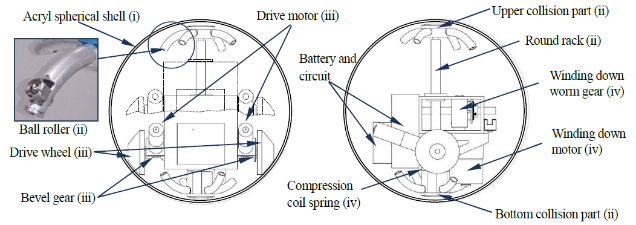 Acryl spherical shell (i)
Drive motor (iii)
Upper collision part (ii)
Round rack (ii)
Battery and
circuit
Winding down
worm gear (iv)
Ball roller (ii)
Drive wheel (iii)
Winding down
motor (iv)
Bevel gear (iii)
Compression
coil spring (iv)
Bottom collision part (ii)